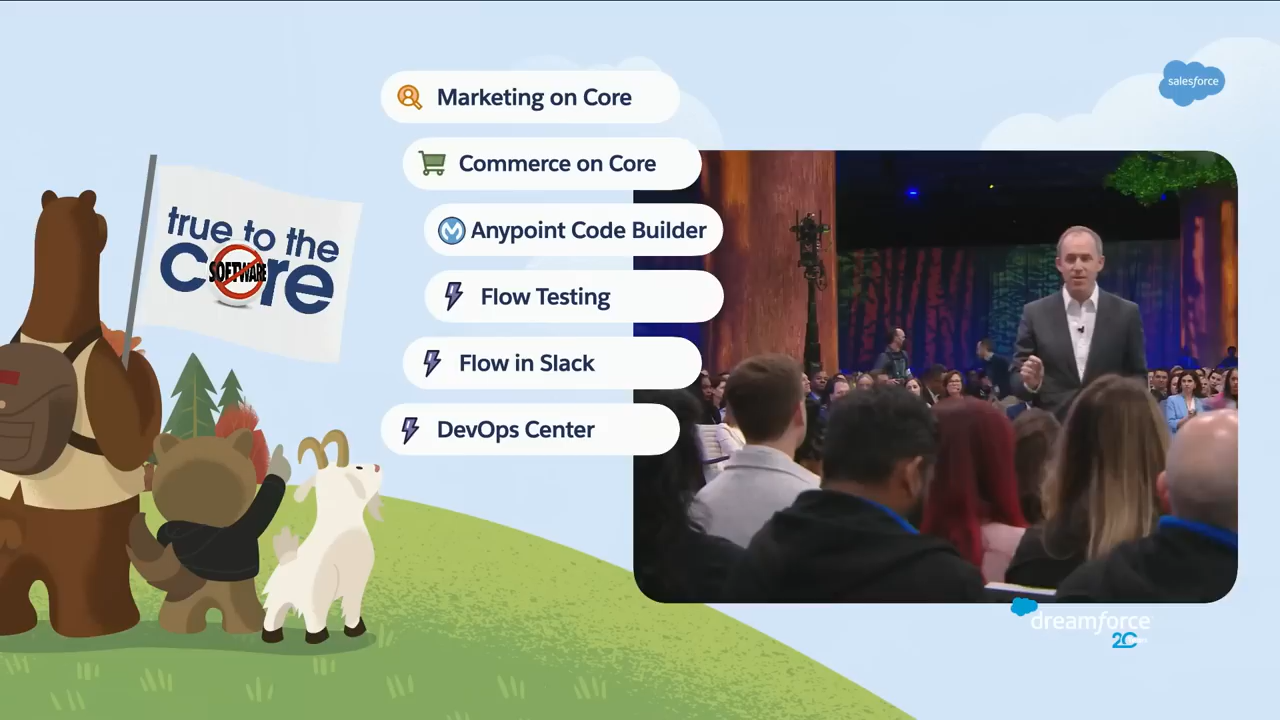 Marketing on Core
salesforce
Commerce on Core
Anypoint Code Builder
Flow Testing
Flow in Slack
DevOps Center
true to the
core
SOFTWARE
dreamforce
20